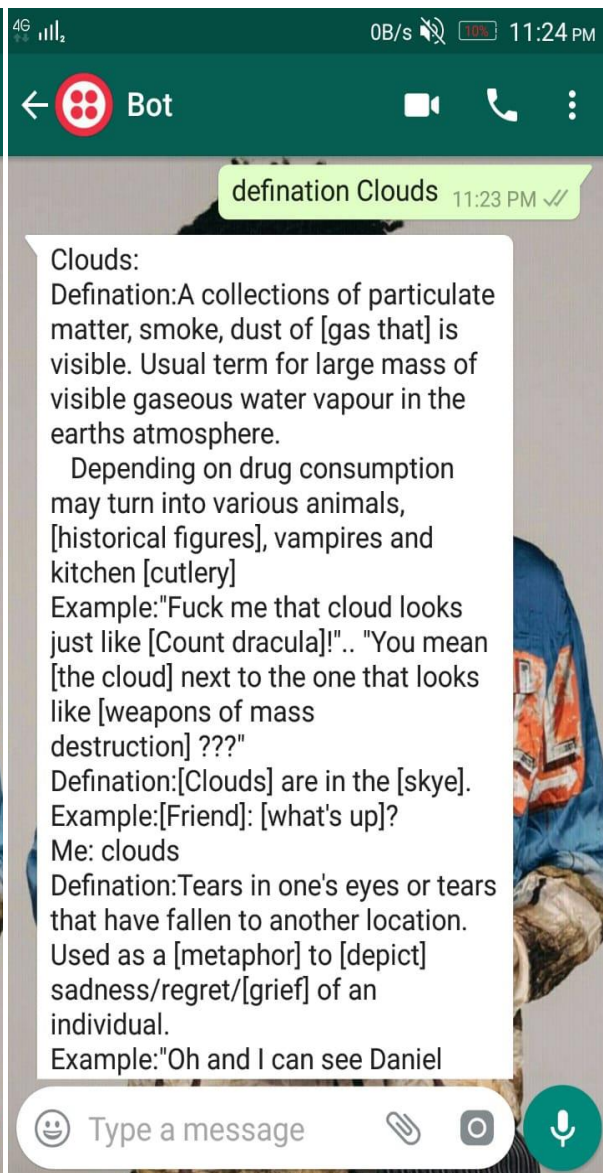 4G 2 0B/s 10% 11:24 PM
Bot
defination Clouds 11:23 PM
Clouds:
Defination:A collections of particulate
matter, smoke, dust of [gas that] is
visible. Usual term for large mass of
visible gaseous water vapour in the
earths atmosphere.
Depending on drug consumption
may turn into various animals,
[historical figures], vampires and
kitchen [cutlery]
Example:"Fuck me that cloud looks
just like [Count dracula]!".. "You mean
[the cloud] next to the one that looks
like [weapons of mass
destruction] ???"
Defination:[Clouds] are in the [skye].
Example:[Friend]: [what's up]?
Me: clouds
Defination:Tears in one's eyes or tears
that have fallen to another location.
Used as a [metaphor] to [depict]
sadness/regret/[grief] of an
individual.
Example:"Oh and I can see Daniel
Type a message